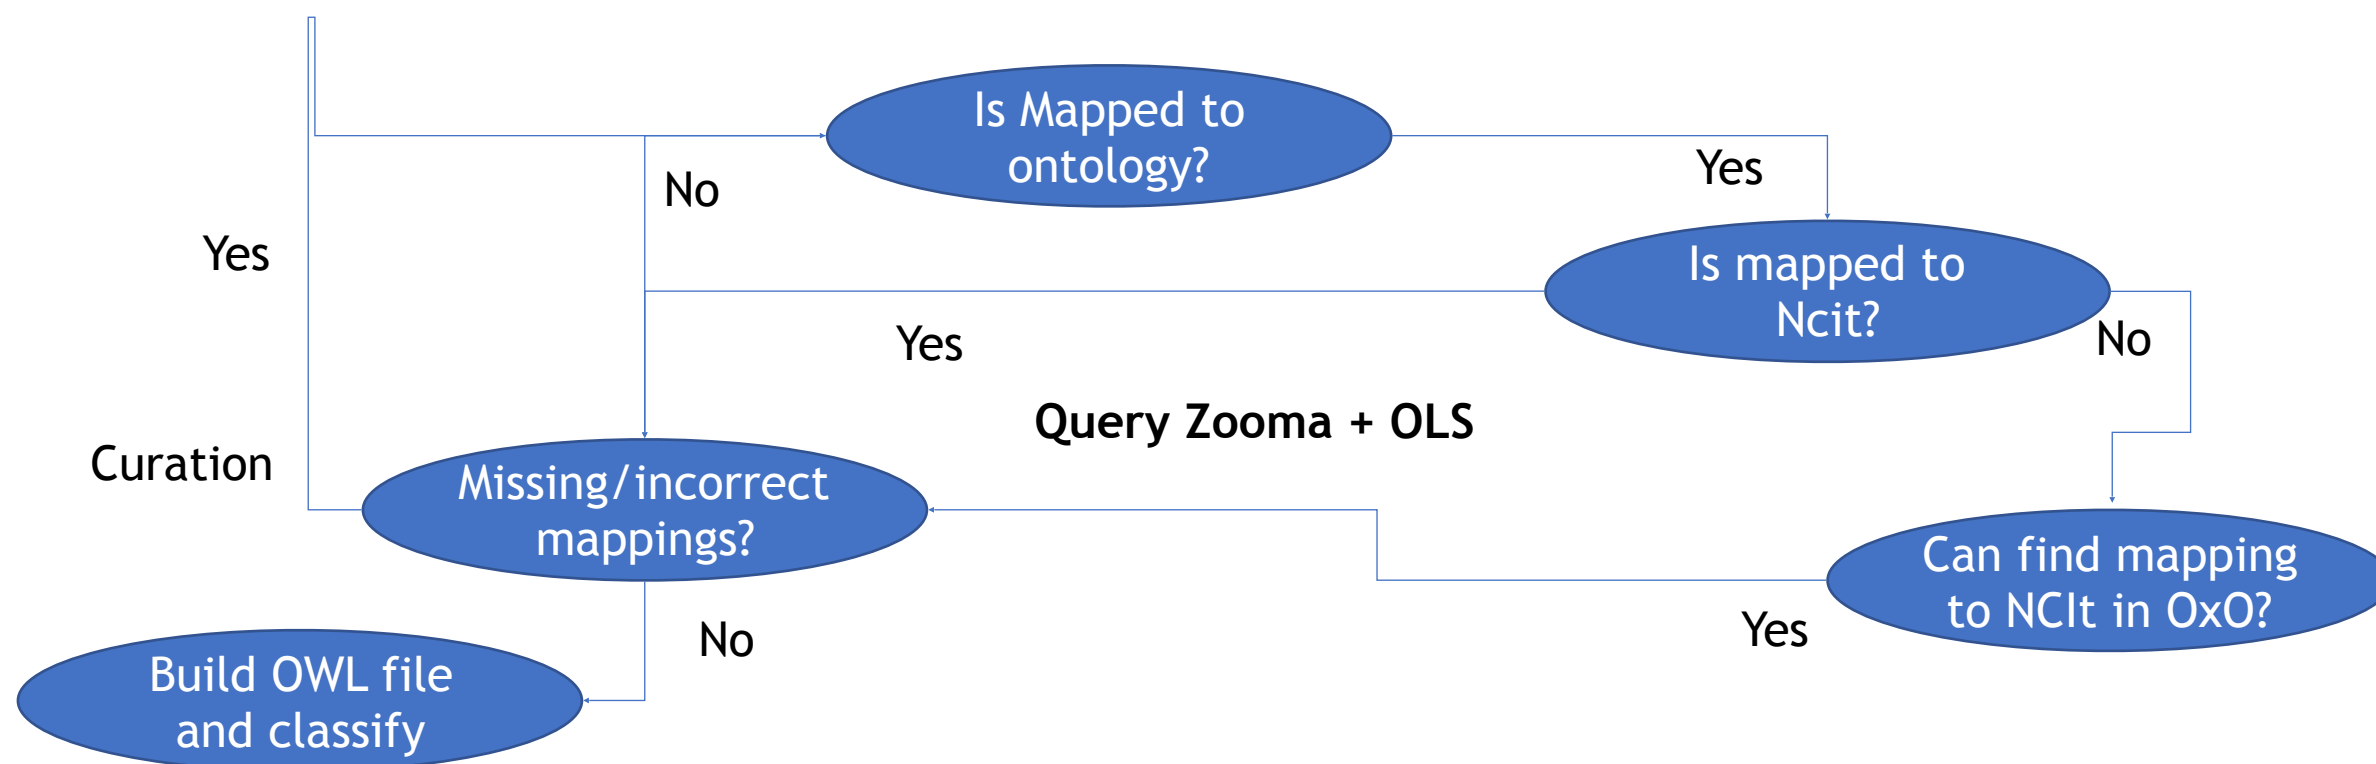 Is Mapped to
ontology?
Yes
No
Yes
Is mapped to
Ncit?
No
Yes
Query Zooma + OLS
Curation
Missing/incorrect
mappings?
Can find mapping
to NCIt in OxO?
Yes
No
Build OWL file
and classify